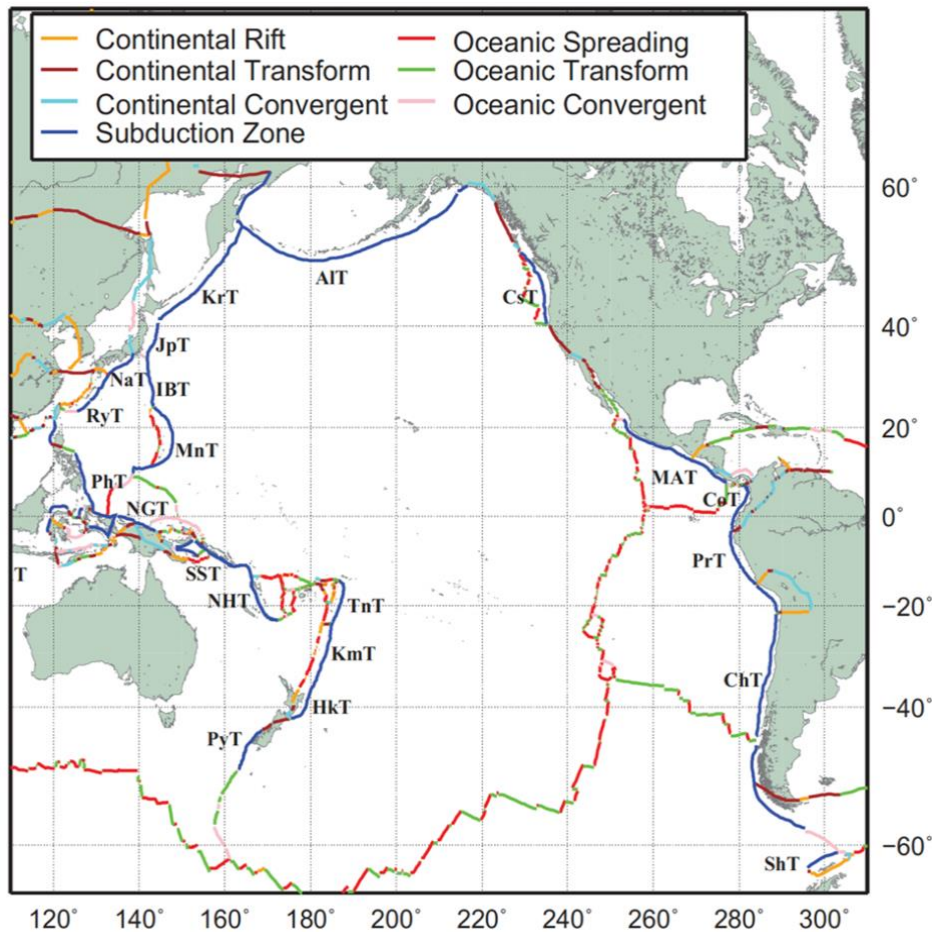 Continental Rift
Oceanic Spreading
Continental Transform
Oceanic Transform
Continental Convergent
Oceanic Convergent
Subduction Zone
60°
AlT
KrT
CsT
40°
JpT
NaT
IBT
RyT
20°
MnT
MAT
PhT
CoT
NGT
0°
PrT
SST
T
NHT
TnT
−20°
KmT
ChT
HkT
−40°
PyT
−60°
ShT
120° 140° 160° 180° 200° 220° 240° 260° 280° 300°